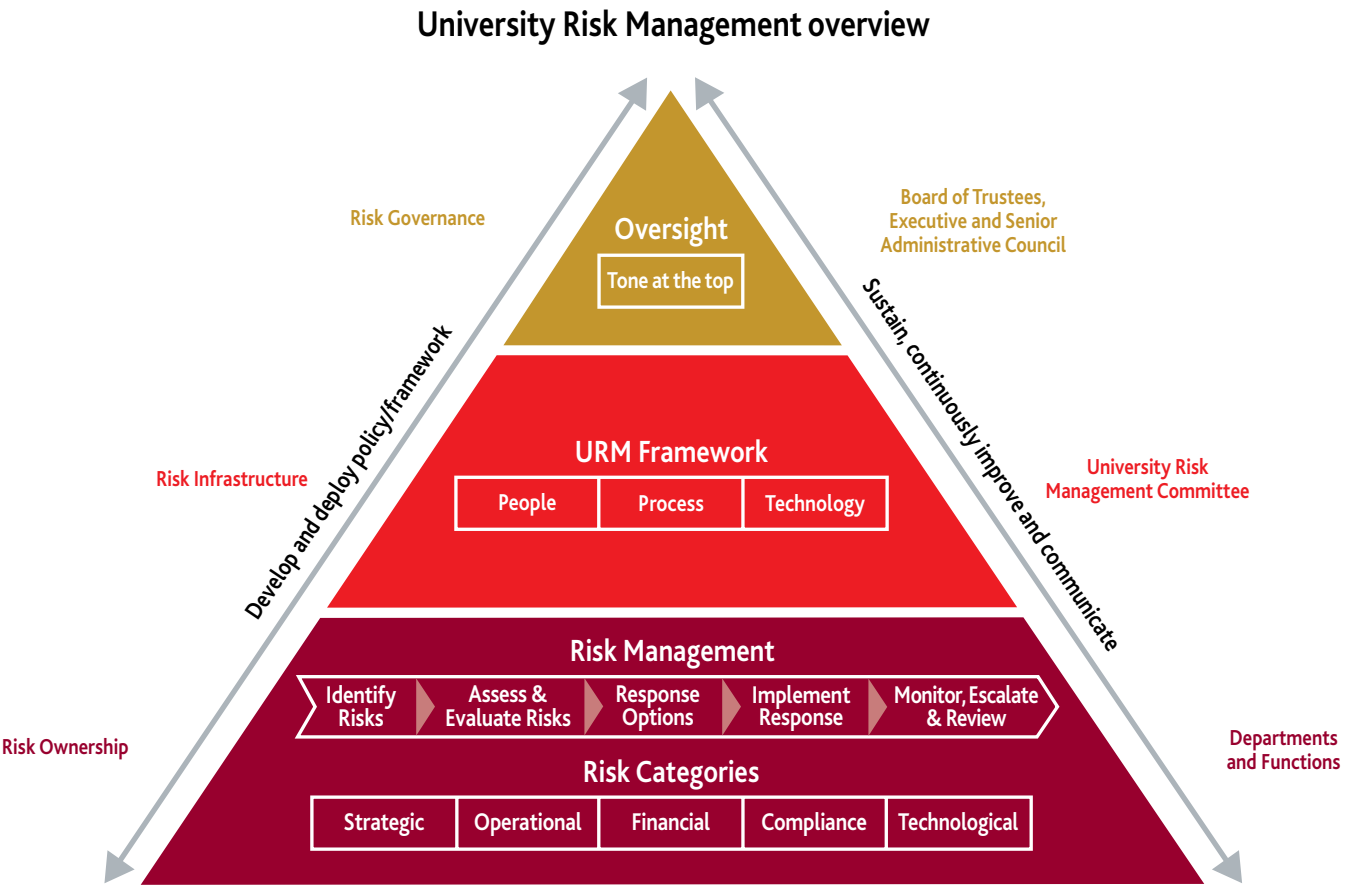 University Risk Management overview
Risk Governance
Oversight
Tone at the top
Board of Trustees,
Executive and Senior
Administrative Council
Develop and deploy policy/framework
Sustain, continuously improve and communicate
Risk Infrastructure
URM Framework
People
Process
Technology
University Risk
Management Committee
Risk Ownership
Risk Management
Identify
Risks
Assess &
Evaluate Risks
Response
Options
Implement
Response
Monitor, Escalate
& Review
Departments
and Functions
Risk Categories
Strategic
Operational
Financial
Compliance
Technological